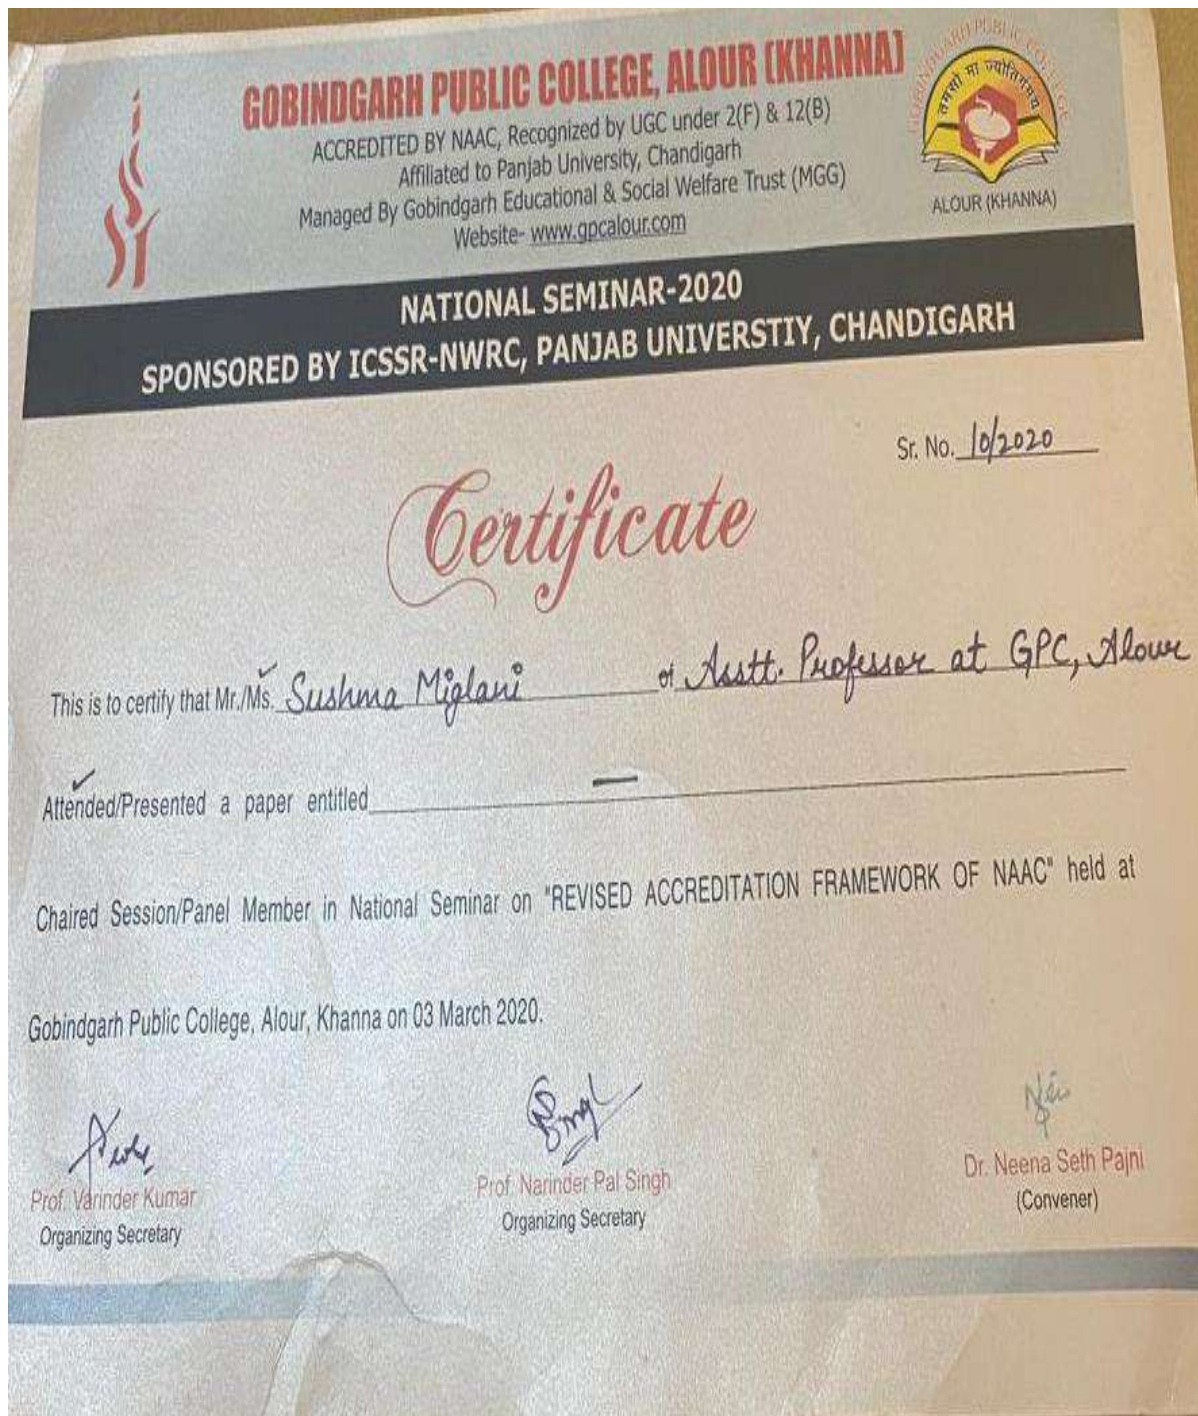 GOBINDGARH PUBLIC COLLEGE, ALOUR (KHANNA)
ACCREDITED BY NAAC, Recognized by UGC under 2(F) & 12(B)
Affiliated to Panjab University, Chandigarh
Managed By Gobindgarh Educational & Social Welfare Trust (MGG)
Website- www.gpcalour.com
GOBINDGARH PUBLIC COLLEGE
तमसो मा ज्योतिर्गमय
ALOUR (KHANNA)
NATIONAL SEMINAR-2020
SPONSORED BY ICSSR-NWRC, PANJAB UNIVERSTIY, CHANDIGARH
Sr. No. 10/2020
Certificate
This is to certify that Mr./Ms. Sushma Miglani of Asstt. Professor at GPC, Alour
Attended/Presented a paper entitled —
Chaired Session/Panel Member in National Seminar on "REVISED ACCREDITATION FRAMEWORK OF NAAC" held at
Gobindgarh Public College, Alour, Khanna on 03 March 2020.
Prof. Varinder Kumar
Organizing Secretary
Prof Narinder Pal Singh
Organizing Secretary
Dr. Neena Seth Pajni
(Convener)